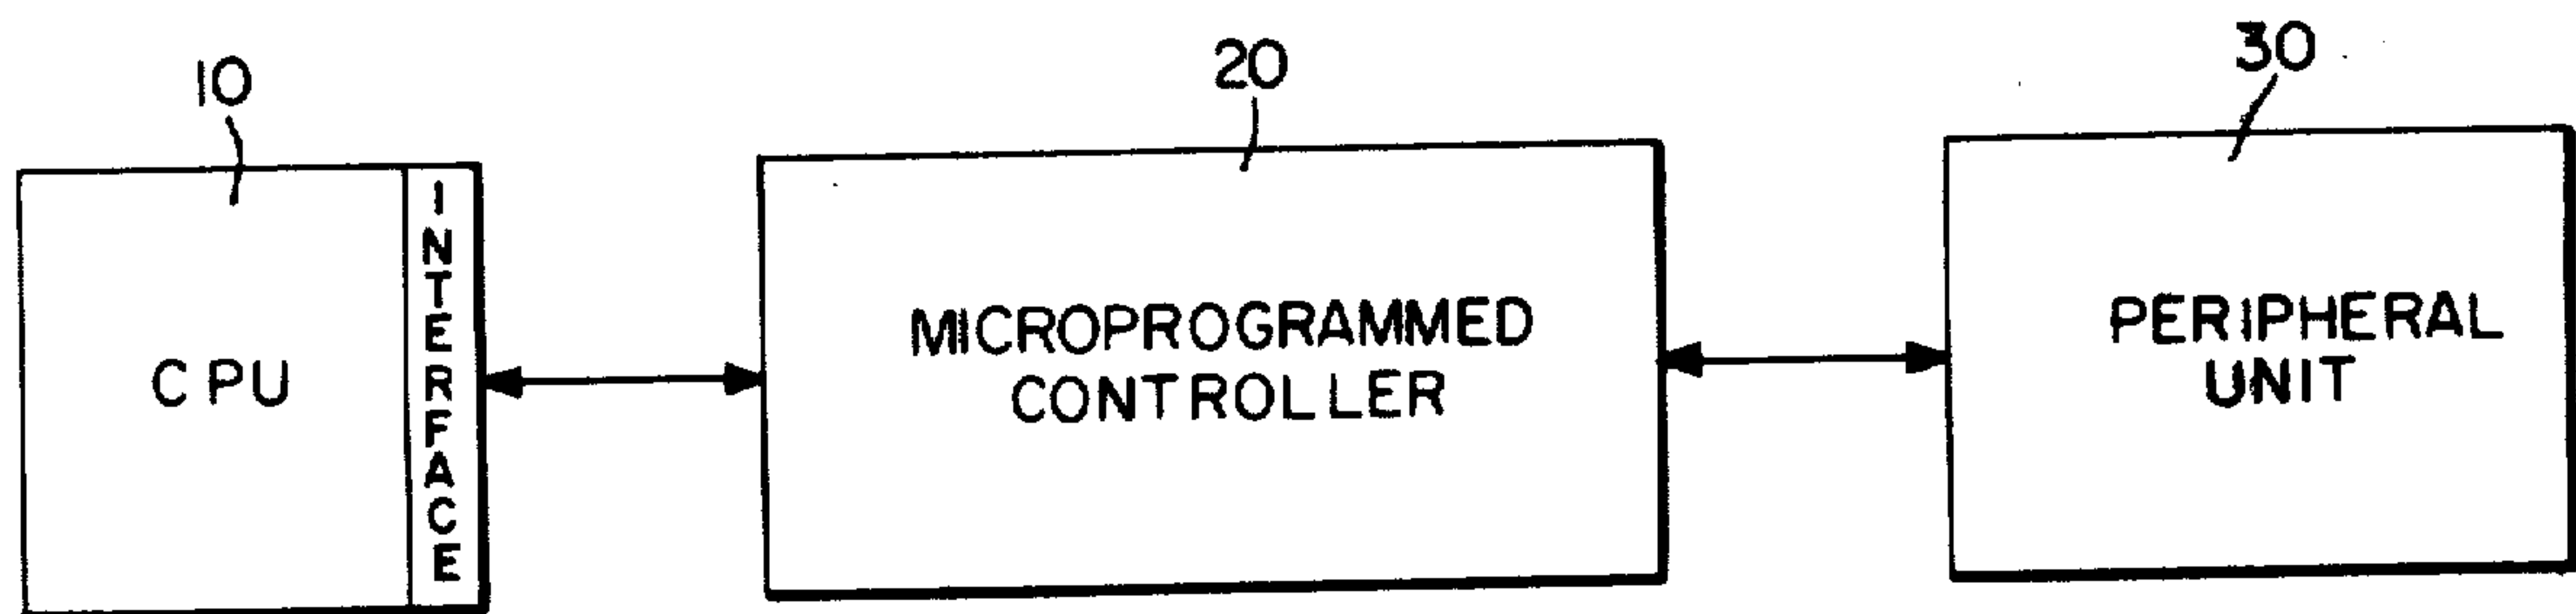 10
20
30
CPU
INTERFACE
MICROPROGRAMMED
CONTROLLER
PERIPHERAL
UNIT